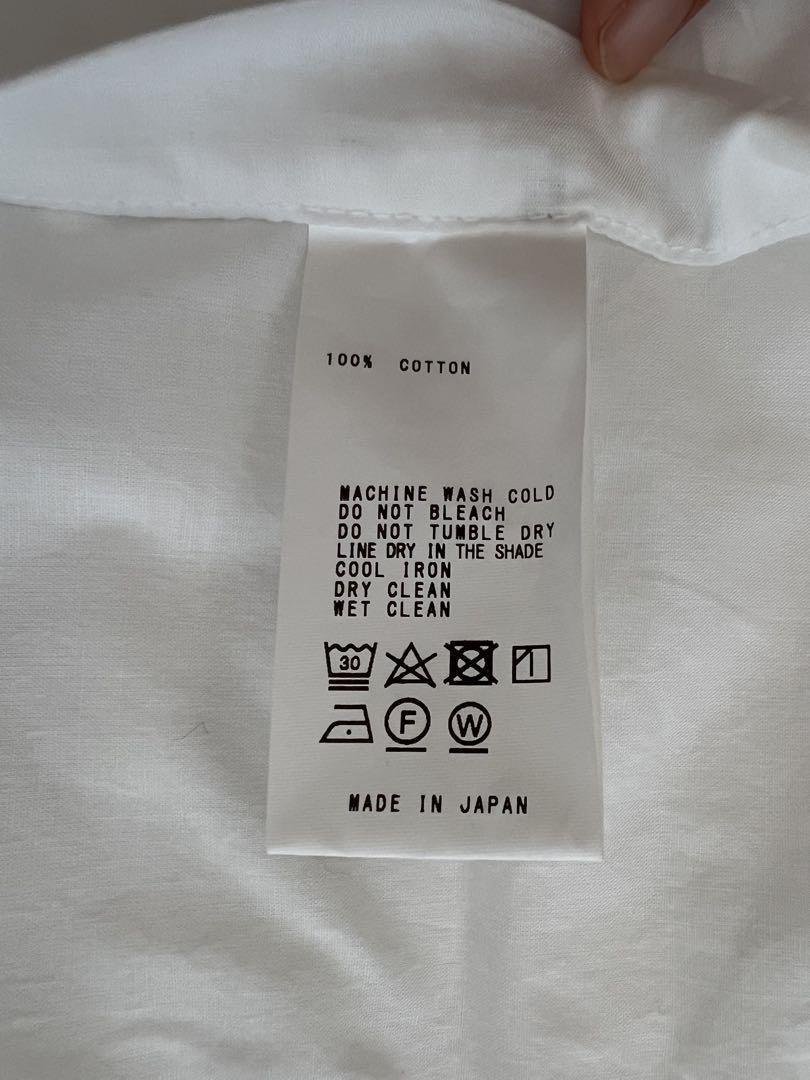 100% COTTON
MACHINE WASH COLD
DO NOT BLEACH
DO NOT TUMBLE DRY
LINE DRY IN THE SHADE
COOL IRON
DRY CLEAN
WET CLEAN
30
F W
MADE IN JAPAN